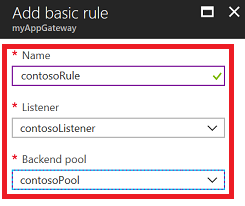 Add basic rule
myAppGateway
* Name
contosoRule
* Listener
contosoListener
* Backend pool
contosoPool